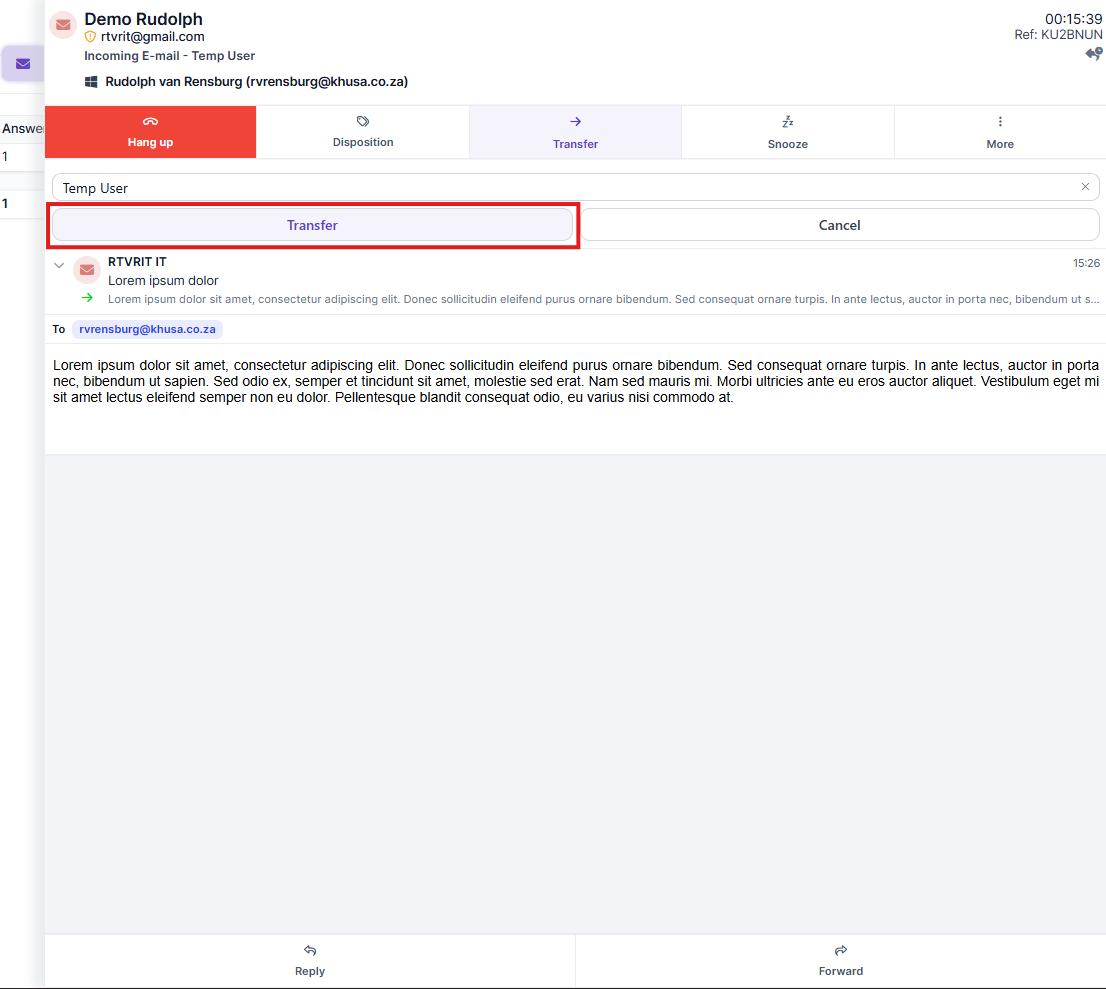 Demo Rudolph
00:15:39
rtvrit@gmail.com
Ref: KU2BNUN
Incoming E-mail - Temp User
Rudolph van Rensburg (rvrensburg@khusa.co.za)
Answe
1
1
Hang up
Disposition
Transfer
Snooze
More
Temp User
Transfer
Cancel
RTVRIT IT
15:26
Lorem ipsum dolor
Lorem ipsum dolor sit amet, consectetur adipiscing elit. Donec sollicitudin eleifend purus ornare bibendum. Sed consequat ornare turpis. In ante lectus, auctor in porta nec, bibendum ut s...
To rvrensburg@khusa.co.za
Lorem ipsum dolor sit amet, consectetur adipiscing elit. Donec sollicitudin eleifend purus ornare bibendum. Sed consequat ornare turpis. In ante lectus, auctor in porta
nec, bibendum ut sapien. Sed odio ex, semper et tincidunt sit amet, molestie sed erat. Nam sed mauris mi. Morbi ultricies ante eu eros auctor aliquet. Vestibulum eget mi
sit amet lectus eleifend semper non eu dolor. Pellentesque blandit consequat odio, eu varius nisi commodo at.
Reply
Forward